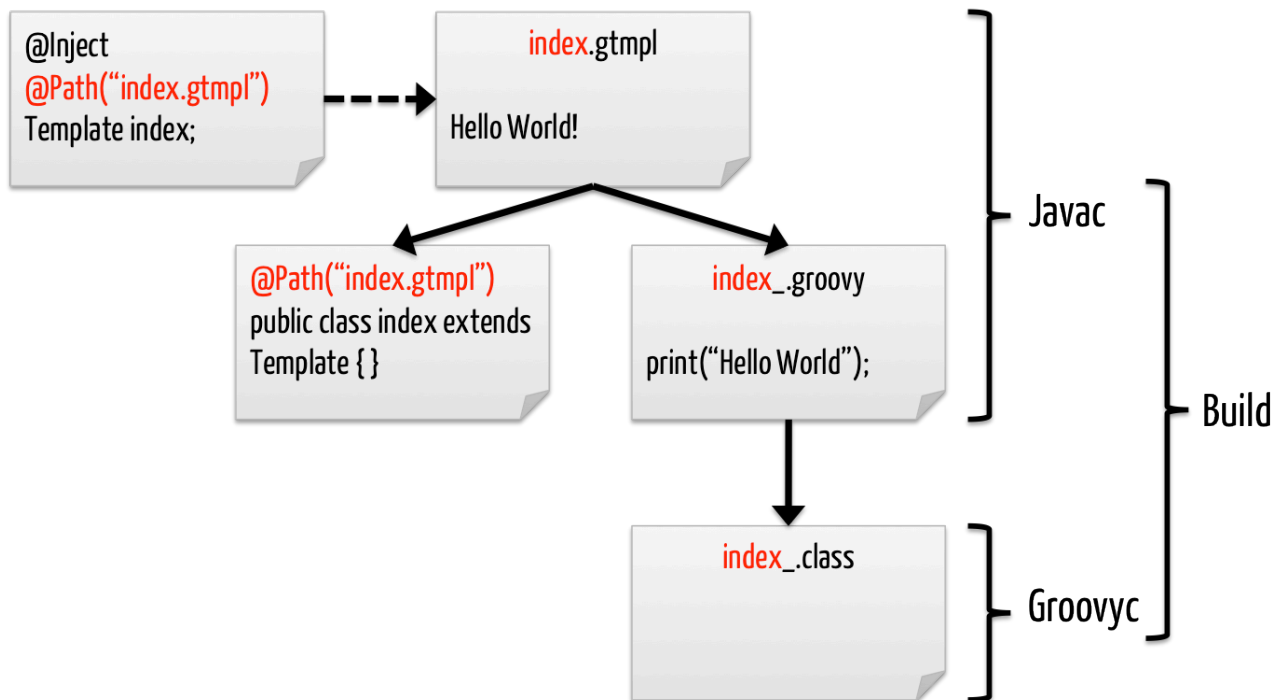 @Inject
@Path(“index.gtmpl”)
Template index;
index.gtmpl
Hello World!
@Path(“index.gtmpl”)
public class index extends
Template { }
index_.groovy
print(“Hello World”);
index_.class
Javac
Groovyc
Build